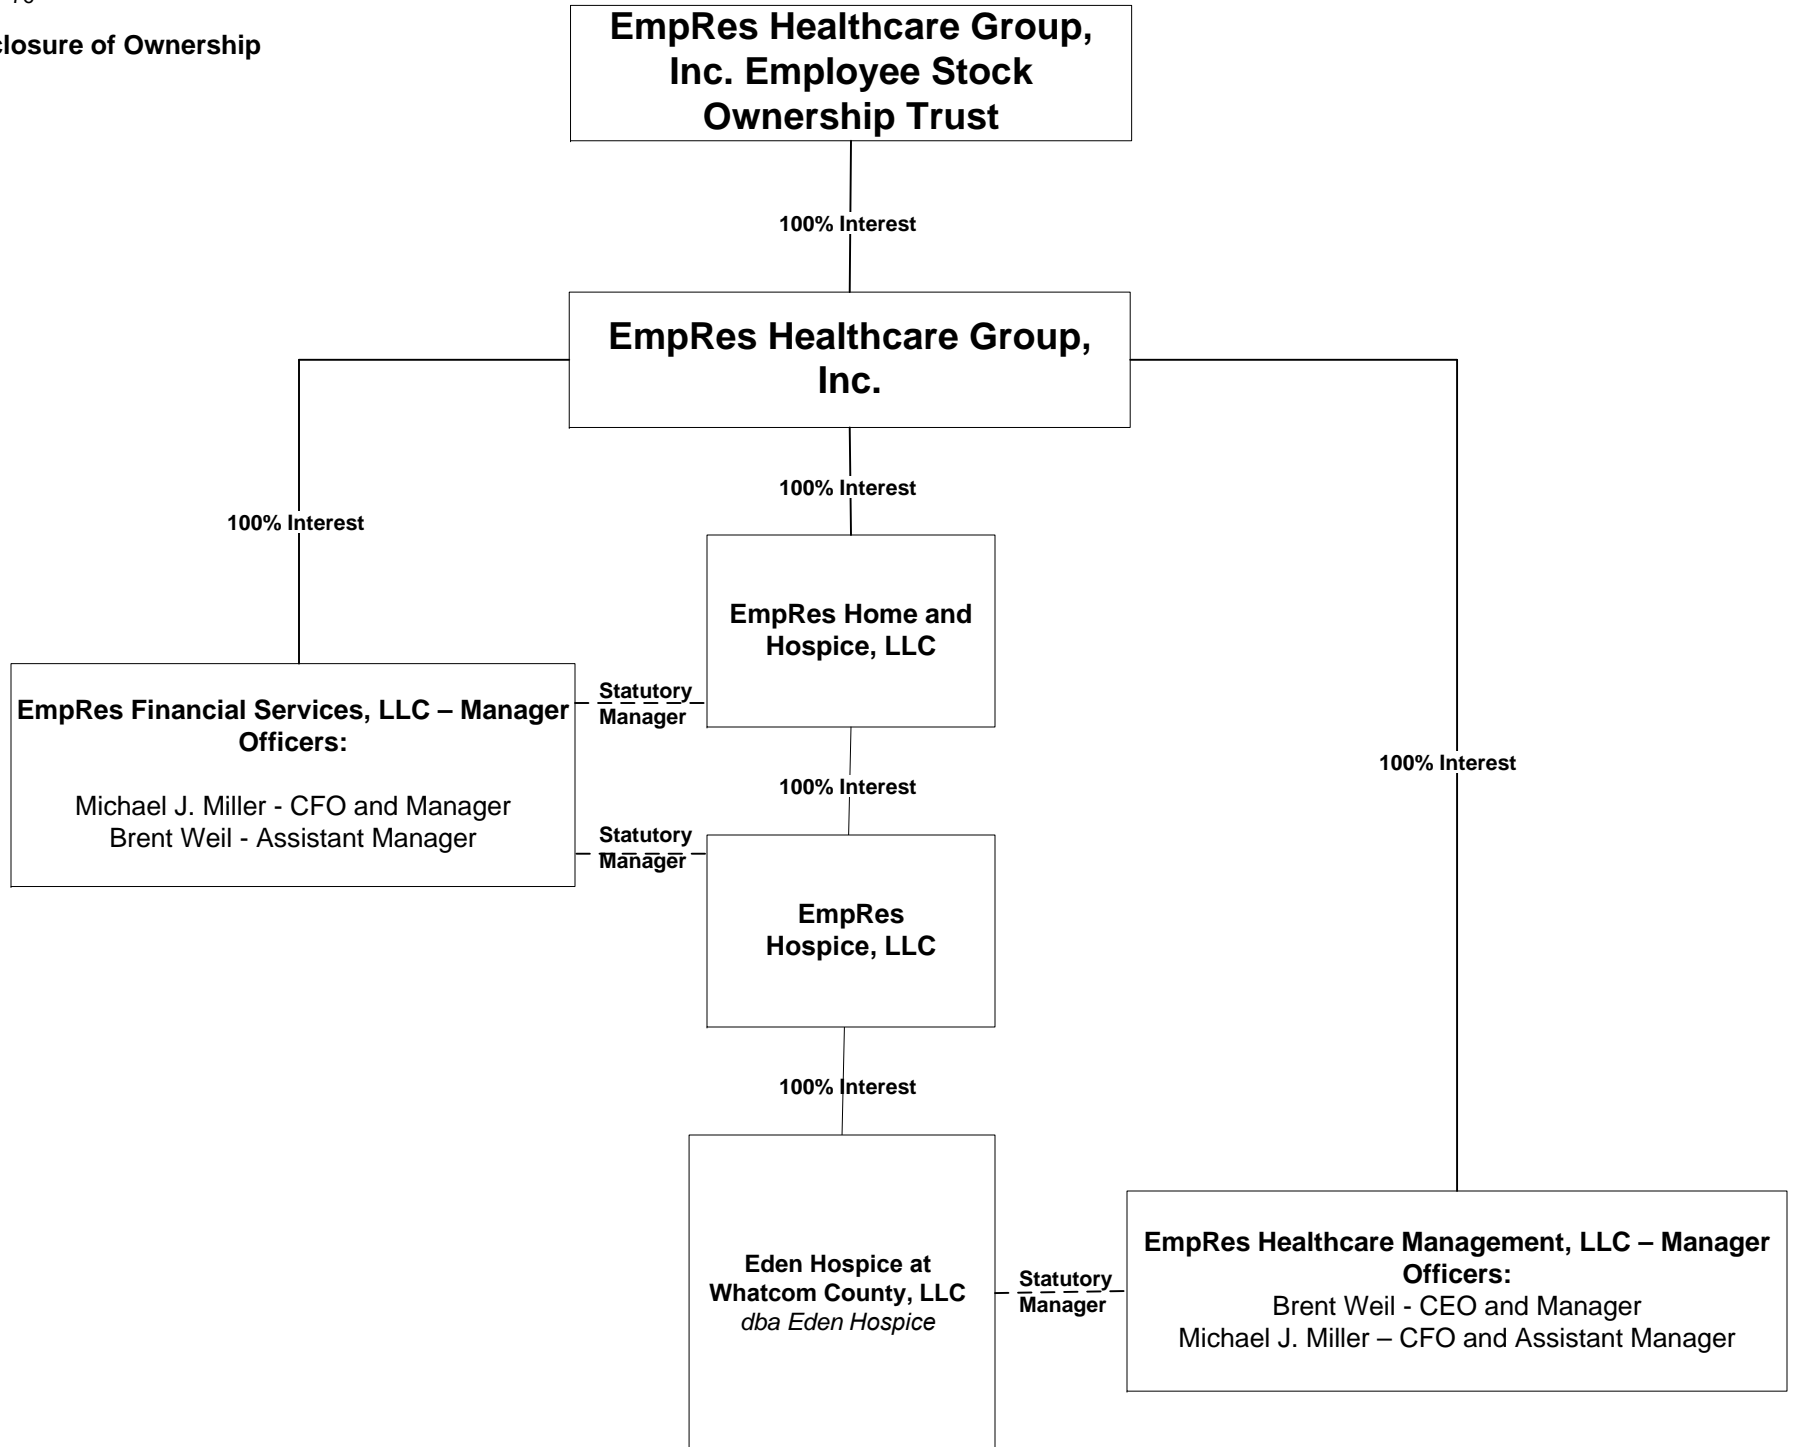 closure of Ownership
EmpRes Healthcare Group,
Inc. Employee Stock
Ownership Trust
100% Interest
EmpRes Healthcare Group,
Inc.
100% Interest
100% Interest
EmpRes Home and
Hospice, LLC
EmpRes Financial Services, LLC – Manager
Officers:
Michael J. Miller - CFO and Manager
Brent Weil - Assistant Manager
Statutory
Manager
100% Interest
100% Interest
Statutory
Manager
EmpRes
Hospice, LLC
100% Interest
Eden Hospice at
Whatcom County, LLC
dba Eden Hospice
Statutory
Manager
EmpRes Healthcare Management, LLC – Manager
Officers:
Brent Weil - CEO and Manager
Michael J. Miller – CFO and Assistant Manager